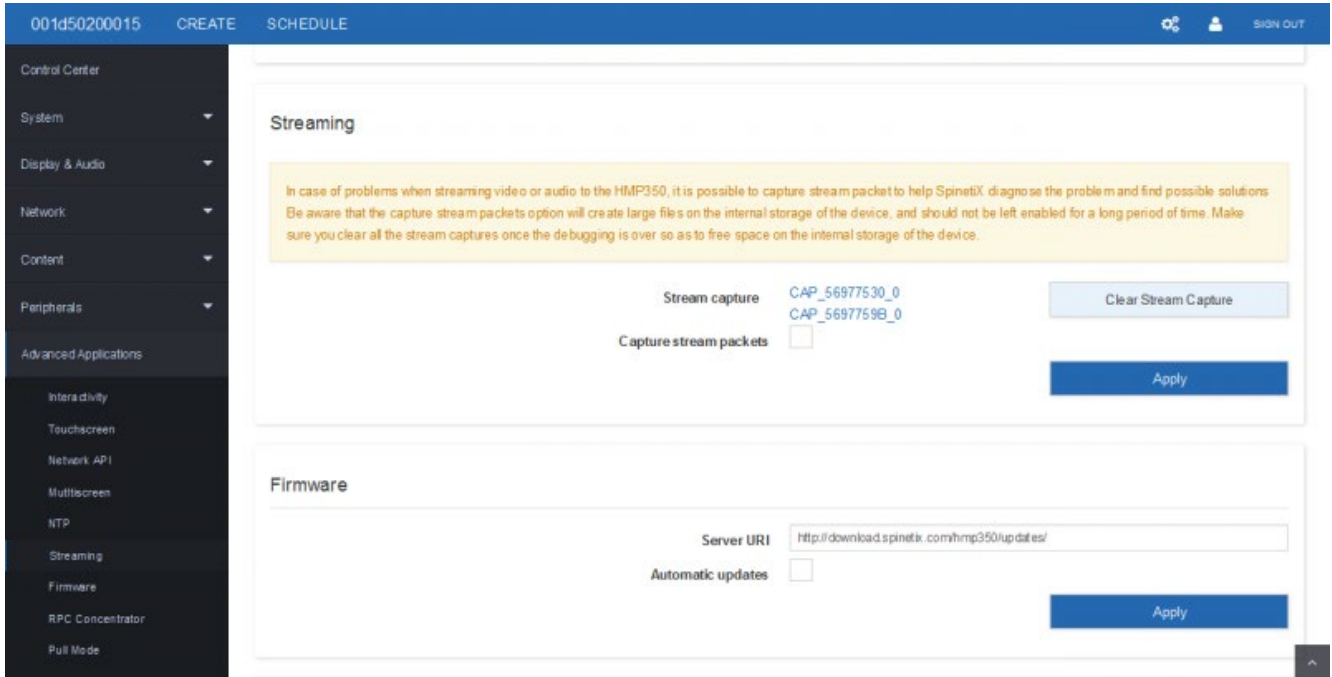 001d50200015 CREATE SCHEDULE SIGN OUT
Control Center
System
Display & Audio
Network
Content
Peripherals
Advanced Applications
Interactivity
Touchscreen
Network API
Multiscreen
NTP
Streaming
Firmware
RPC Concentrator
Pull Mode
Streaming
In case of problems when streaming video or audio to the HMP350, it is possible to capture stream packet to help SpinetiX diagnose the problem and find possible solutions
Be aware that the capture stream packets option will create large files on the internal storage of the device, and should not be left enabled for a long period of time. Make
sure you clear all the stream captures once the debugging is over so as to free space on the internal storage of the device.
Stream capture CAP_56977530_0 Clear Stream Capture
CAP_5697759B_0
Capture stream packets
Apply
Firmware
Server URI http://download.spinetix.com/hmp350/updates/
Automatic updates
Apply